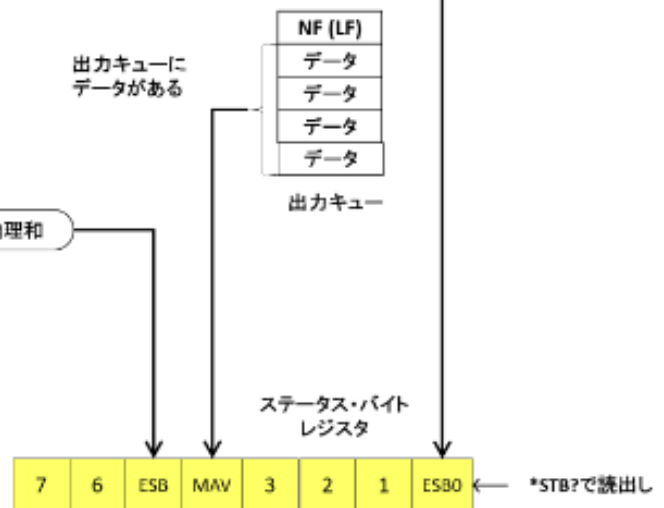 NF (LF)
データ
データ
データ
データ
出力キューに
データがある
出力キュー
理和
ステータス・バイト
レジスタ
7 6 ESB MAV 3 2 1 ESB0
*STB?で読出し